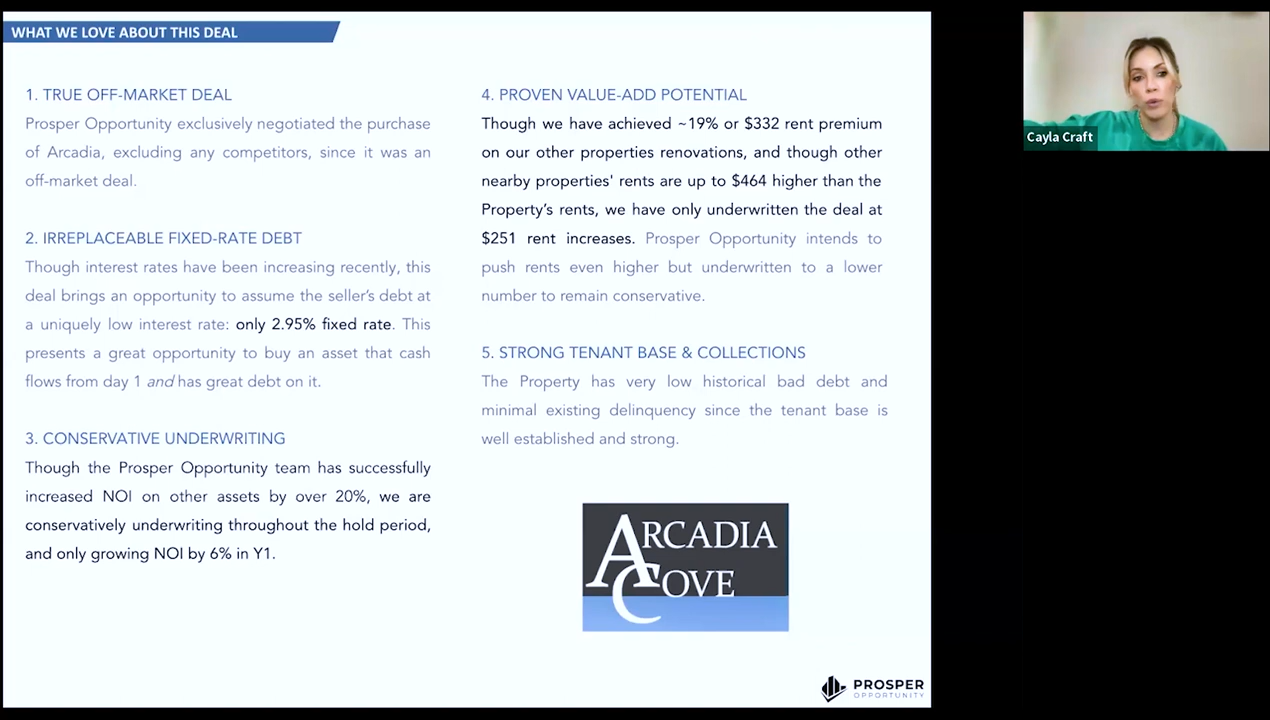 WHAT WE LOVE ABOUT THIS DEAL
1. TRUE OFF-MARKET DEAL
Prosper Opportunity exclusively negotiated the purchase
of Arcadia, excluding any competitors, since it was an
off-market deal.
2. IRREPLACEABLE FIXED-RATE DEBT
Though interest rates have been increasing recently, this
deal brings an opportunity to assume the seller's debt at
a uniquely low interest rate: only 2.95% fixed rate. This
presents a great opportunity to buy an asset that cash
flows from day 1 and has great debt on it.
3. CONSERVATIVE UNDERWRITING
Though the Prosper Opportunity team has successfully
increased NOI on other assets by over 20%, we are
conservatively underwriting throughout the hold period,
and only growing NOI by 6% in Y1.
4. PROVEN VALUE-ADD POTENTIAL
Though we have achieved ~19% or $332 rent premium
on our other properties renovations, and though other
nearby properties' rents are up to $464 higher than the
Property's rents, we have only underwritten the deal at
$251 rent increases. Prosper Opportunity intends to
push rents even higher but underwritten to a lower
number to remain conservative.
5. STRONG TENANT BASE & COLLECTIONS
The Property has very low historical bad debt and
minimal existing delinquency since the tenant base is
well established and strong.
ARCADIA
COVE
PROSPER
OPPORTUNITY
Cayla Craft